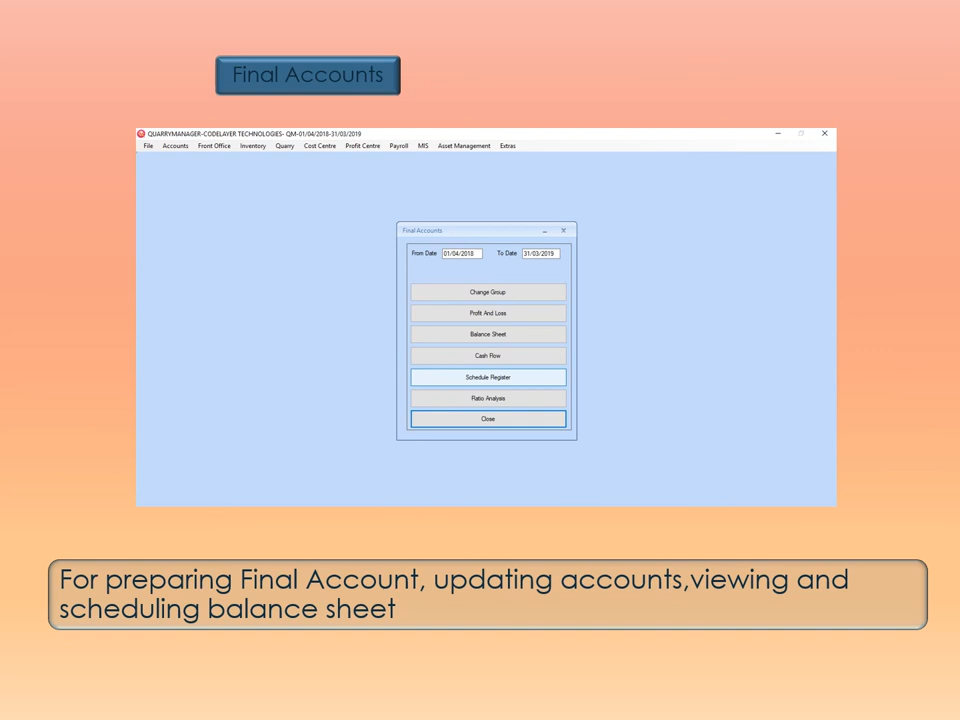 Final Accounts
QUARRYMANAGER-CODELAYER TECHNOLOGIES- QM-01/04/2018-31/03/2019
File Accounts Front Office Inventory Quarry Cost Centre Profit Centre Payroll MIS Asset Management Extras
Final Accounts
From Date 01/04/2018 To Date 31/03/2019
Change Group
Profit And Loss
Balance Sheet
Cash Flow
Schedule Register
Ratio Analysis
Close
For preparing Final Account, updating accounts,viewing and
scheduling balance sheet